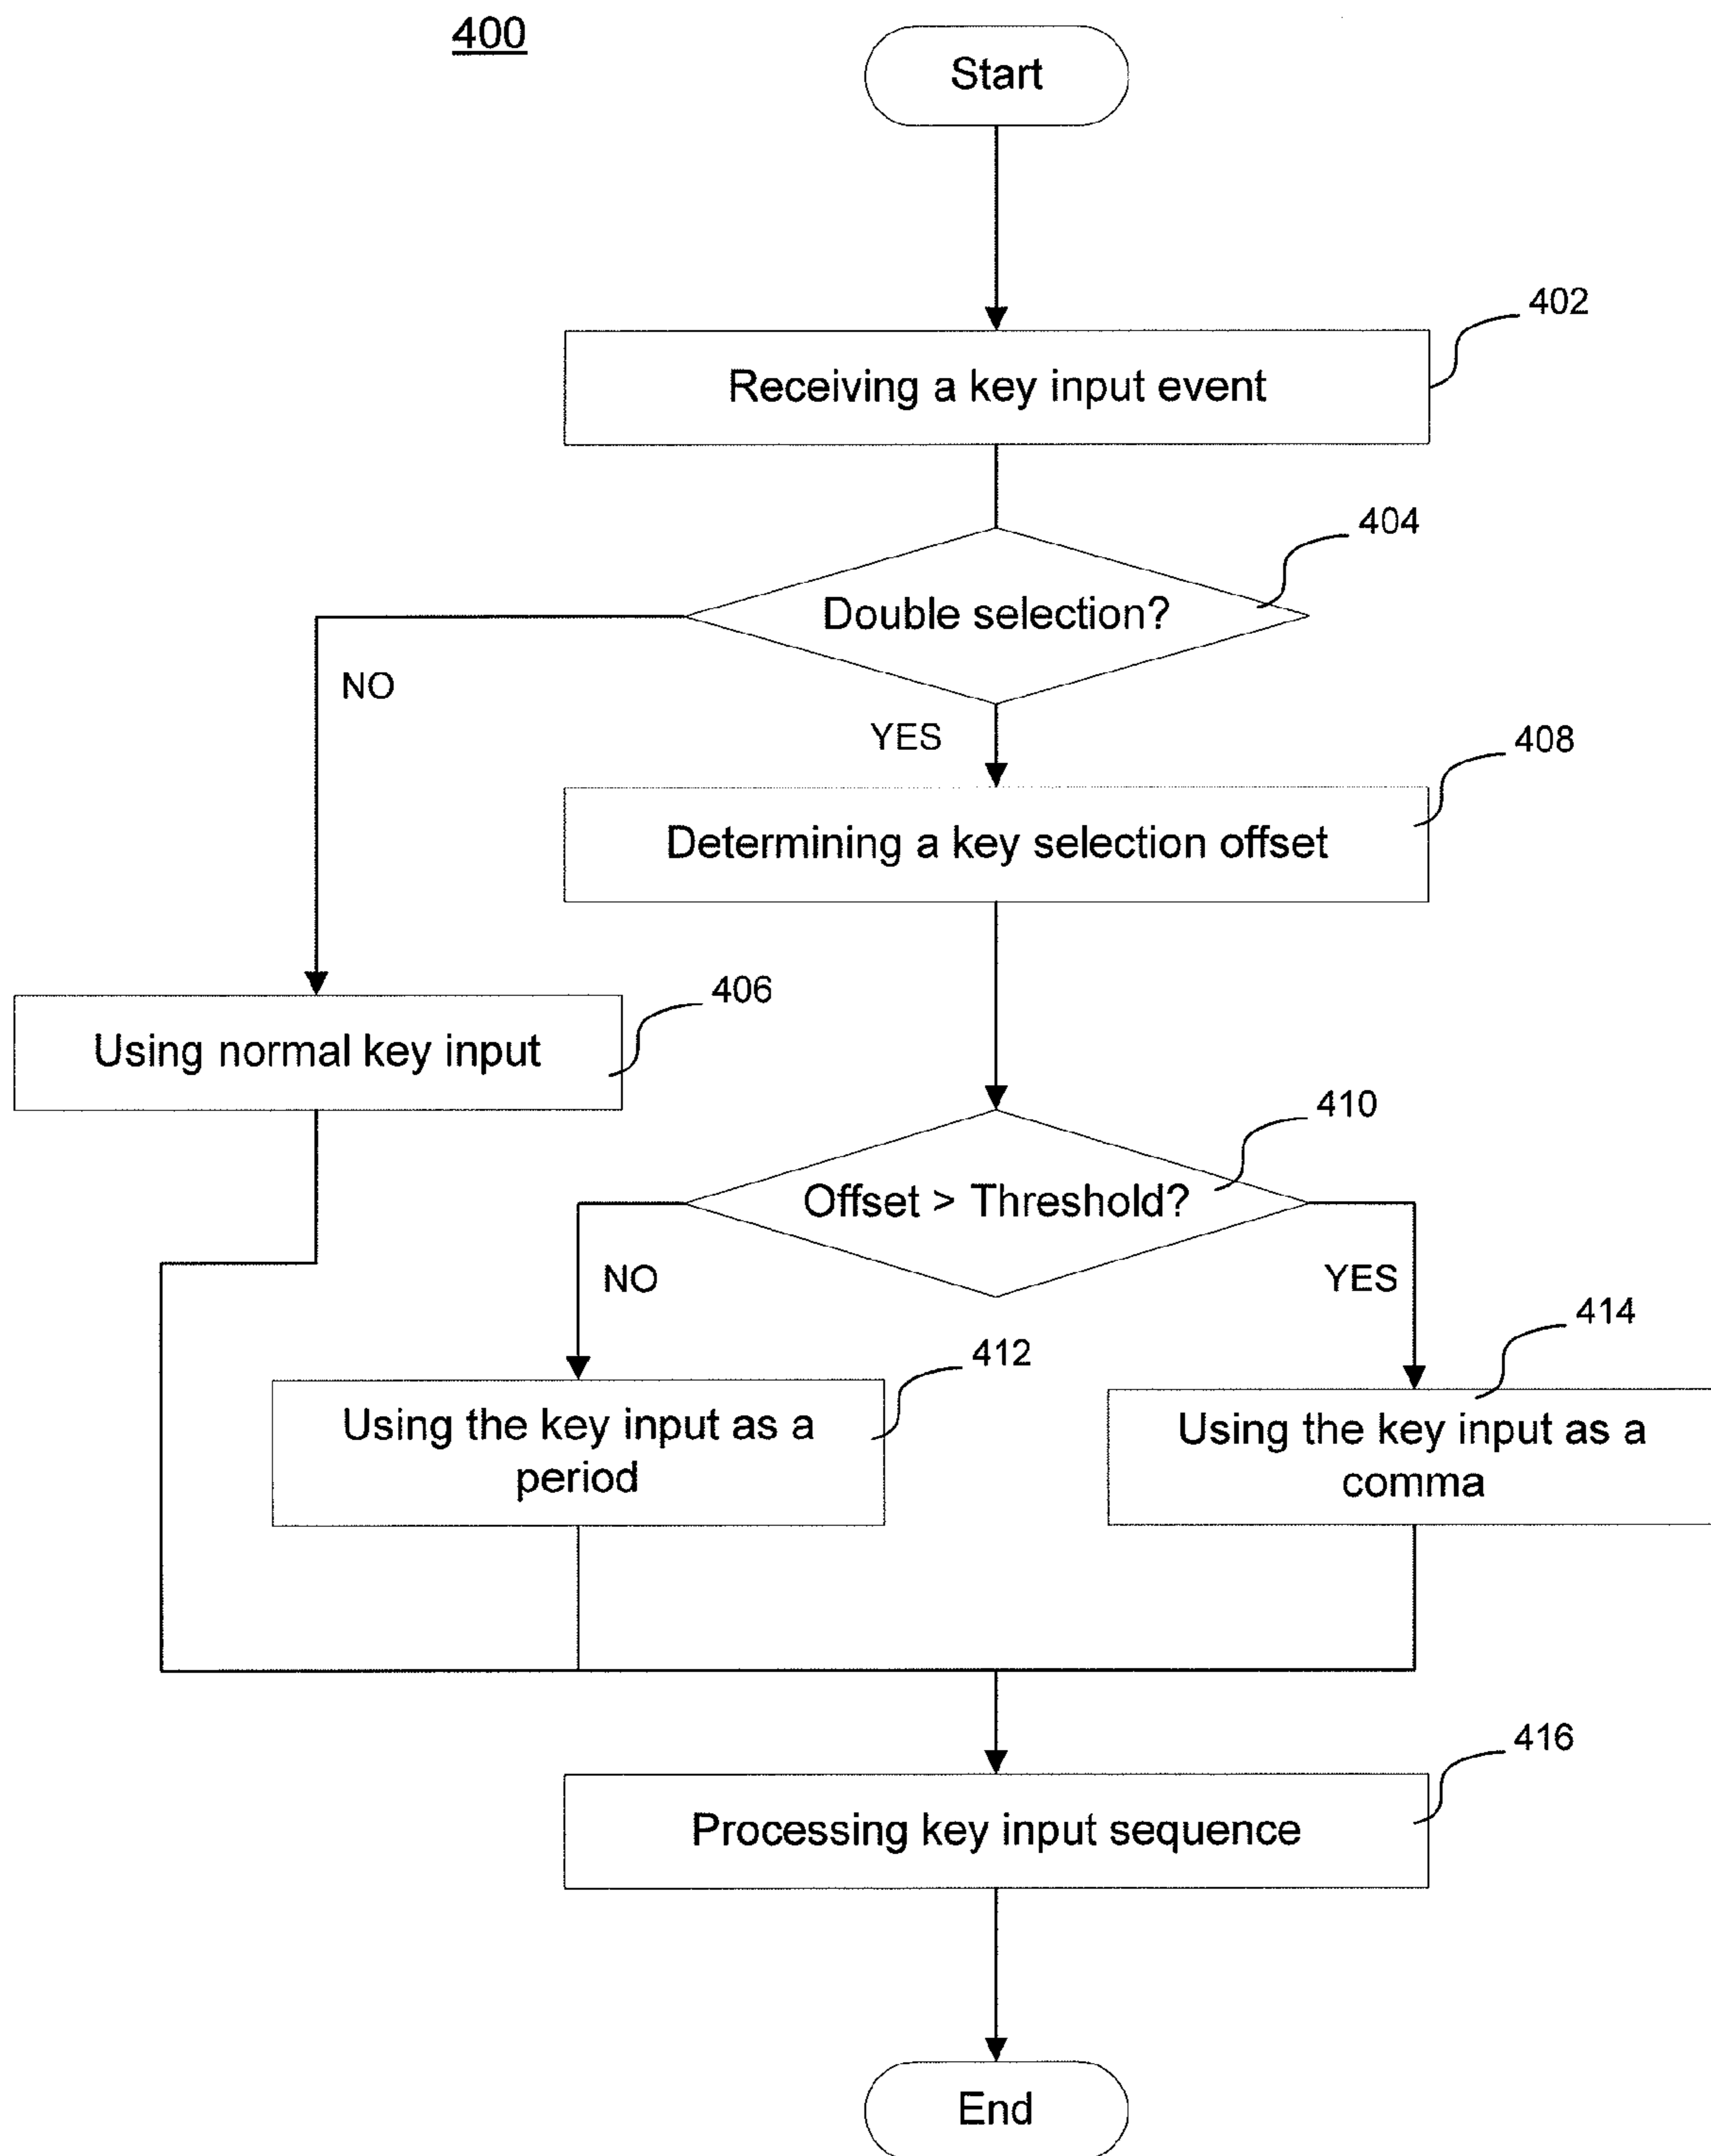 400
Start
402
Receiving a key input event
404
Double selection?
NO
YES
408
Determining a key selection offset
406
Using normal key input
410
Offset > Threshold?
NO
YES
414
412
Using the key input as a
period
Using the key input as a
comma
416
Processing key input sequence
End